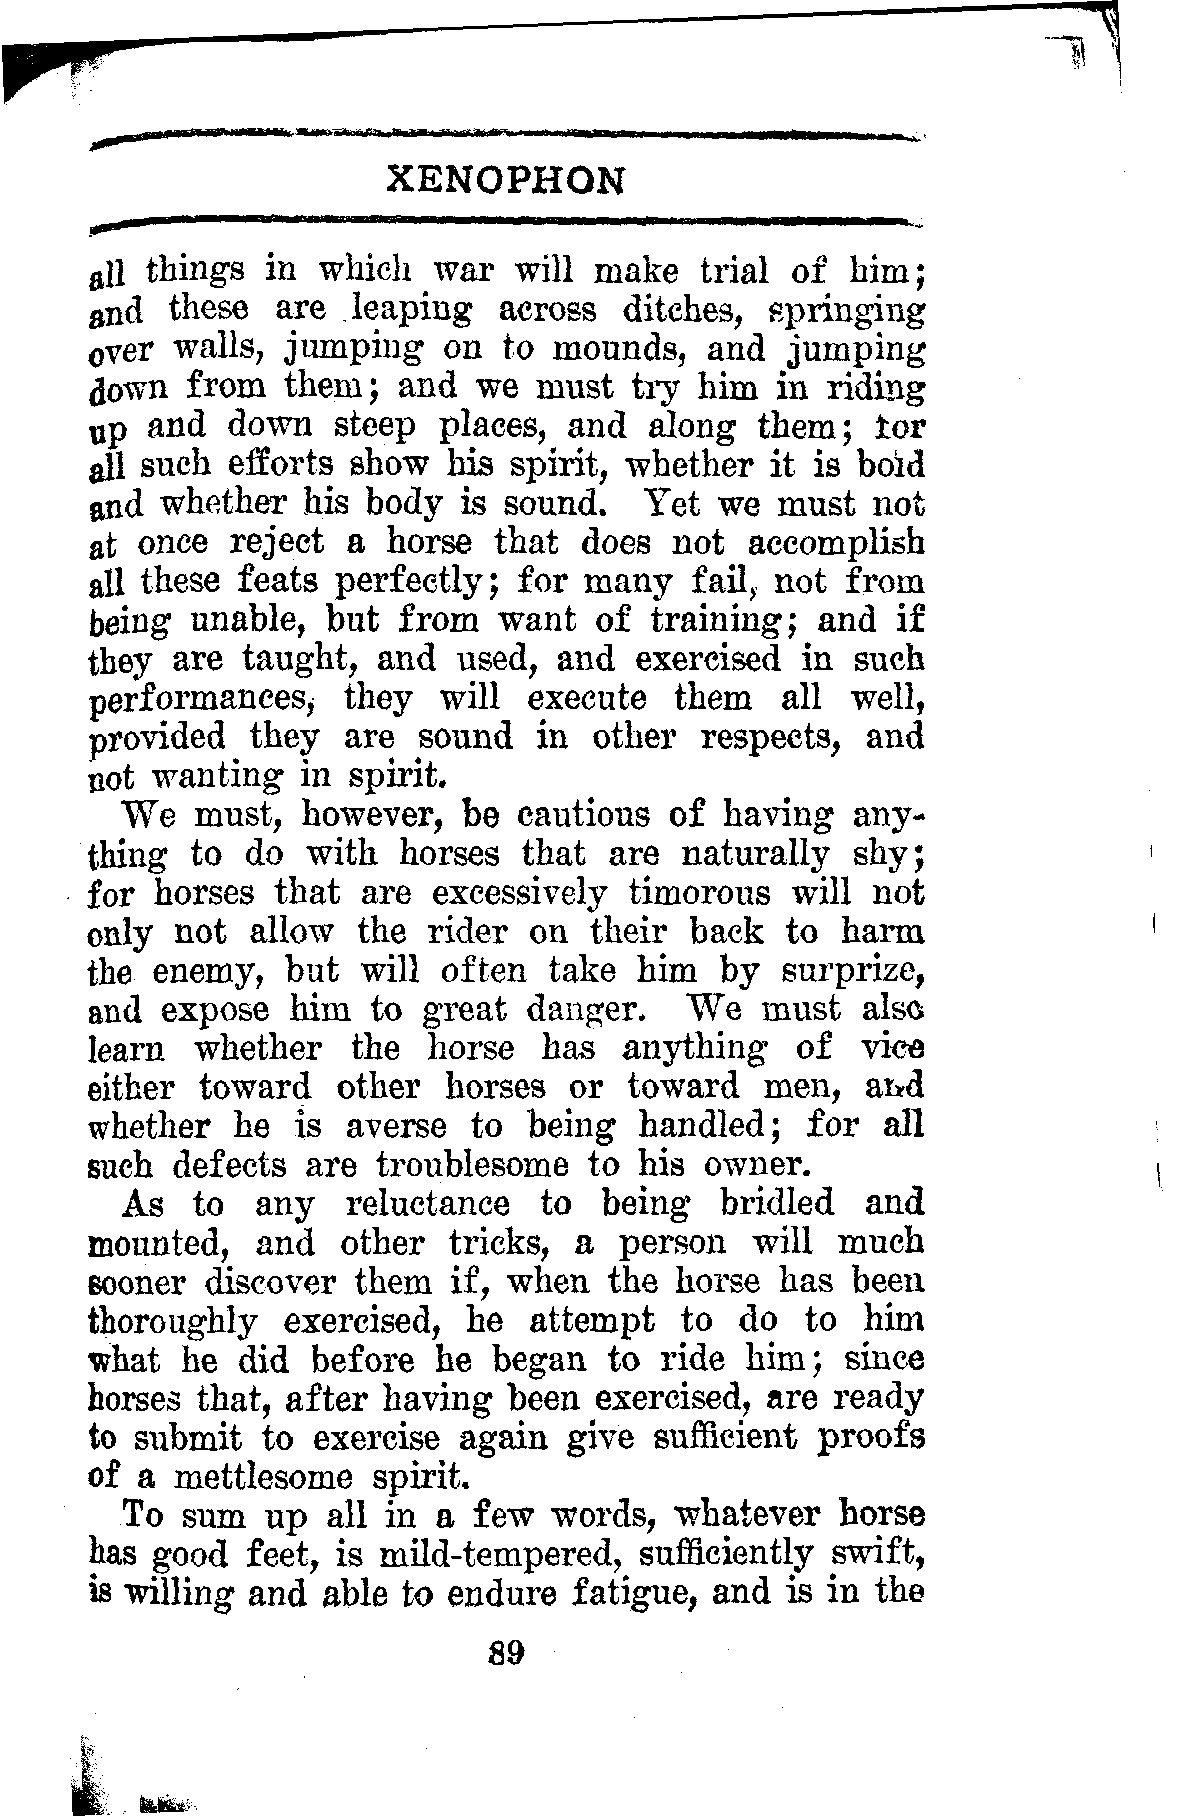 XENOPHON
all things in which war will make trial of him;
and these are leaping across ditches, springing
over walls, jumping on to mounds, and jumping
down from them; and we must try him in riding
up and down steep places, and along them; for
all such efforts show his spirit, whether it is bold
and whether his body is sound. Yet we must not
at once reject a horse that does not accomplish
all these feats perfectly; for many fail, not from
being unable, but from want of training; and if
they are taught, and used, and exercised in such
performances, they will execute them all well,
provided they are sound in other respects, and
not wanting in spirit.
We must, however, be cautious of having any-
thing to do with horses that are naturally shy;
for horses that are excessively timorous will not
only not allow the rider on their back to harm
the enemy, but will often take him by surprize,
and expose him to great danger. We must also
learn whether the horse has anything of vice
either toward other horses or toward men, and
whether he is averse to being handled; for all
such defects are troublesome to his owner.
As to any reluctance to being bridled and
mounted, and other tricks, a person will much
sooner discover them if, when the horse has been
thoroughly exercised, he attempt to do to him
what he did before he began to ride him; since
horses that, after having been exercised, are ready
to submit to exercise again give sufficient proofs
of a mettlesome spirit.
To sum up all in a few words, whatever horse
has good feet, is mild-tempered, sufficiently swift,
is willing and able to endure fatigue, and is in the
89